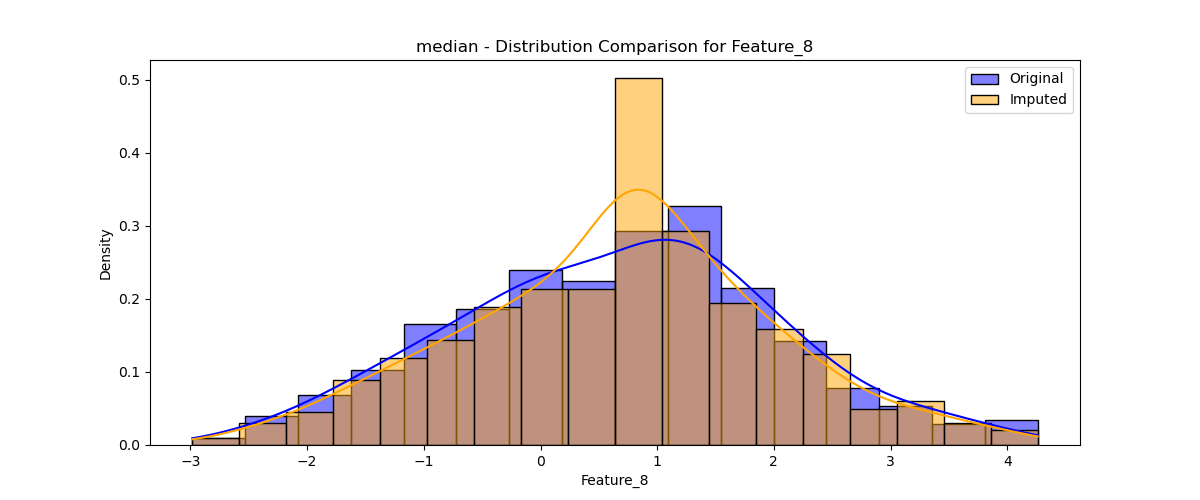 median - Distribution Comparison for Feature_8
Original
Imputed
Density
0.5
0.4
0.3
0.2
0.1
0.0
−3
−2
−1
0
1
2
3
4
Feature_8